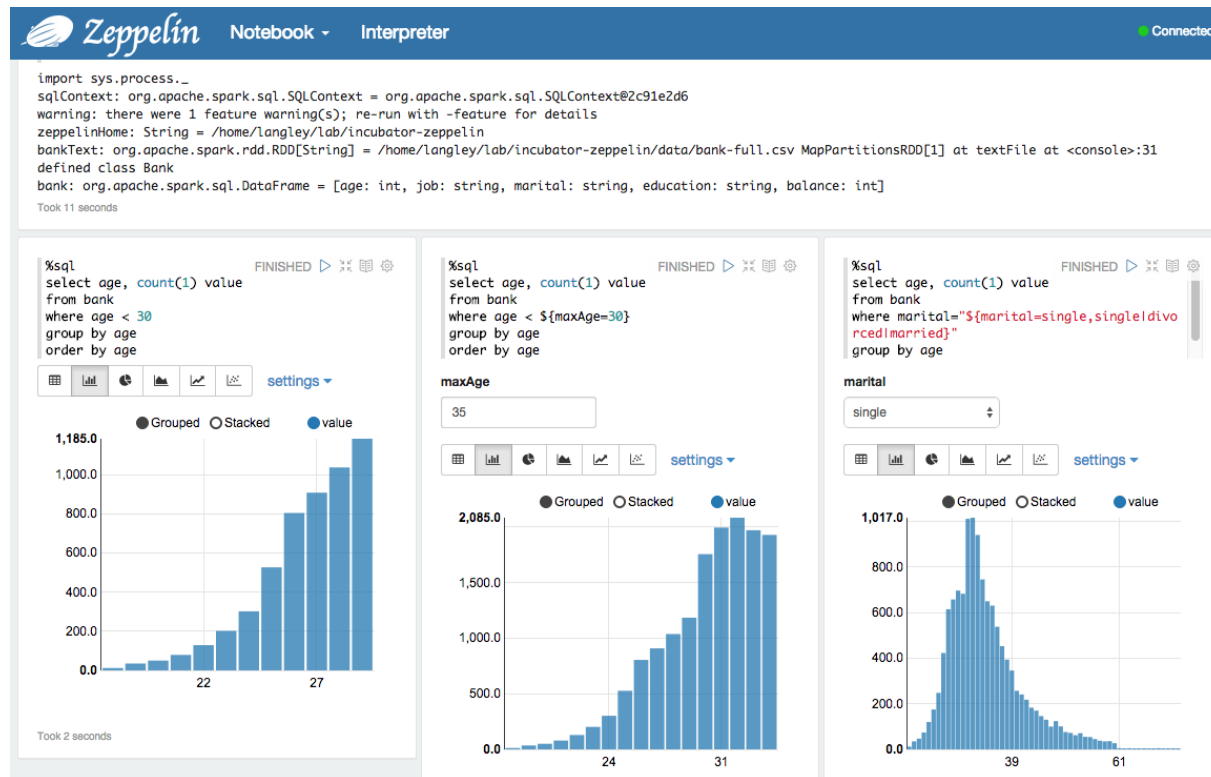 Zeppelin Notebook Interpreter Connected
import sys.process._
sqlContext: org.apache.spark.sql.SQLContext = org.apache.spark.sql.SQLContext@2c91e2d6
warning: there were 1 feature warning(s); re-run with -feature for details
zeppelinHome: String = /home/langley/lab/incubator-zeppelin
bankText: org.apache.spark.rdd.RDD[String] = /home/langley/lab/incubator-zeppelin/data/bank-full.csv MapPartitionsRDD[1] at textFile at <console>:31
defined class Bank
bank: org.apache.spark.sql.DataFrame = [age: int, job: string, marital: string, education: string, balance: int]
Took 11 seconds
%sql FINISHED
select age, count(1) value
from bank
where age < 30
group by age
order by age
settings
Grouped Stacked value
1,185.0
1,000.0
800.0
600.0
400.0
200.0
0.0
22 27
Took 2 seconds
%sql FINISHED
select age, count(1) value
from bank
where age < ${maxAge=30}
group by age
order by age
maxAge
35
settings
Grouped Stacked value
2,085.0
1,500.0
1,000.0
500.0
0.0
24 31
%sql FINISHED
select age, count(1) value
from bank
where marital="${marital=single,single|divo
rced|married}"
group by age
marital
single
settings
Grouped Stacked value
1,017.0
800.0
600.0
400.0
200.0
0.0
39 61